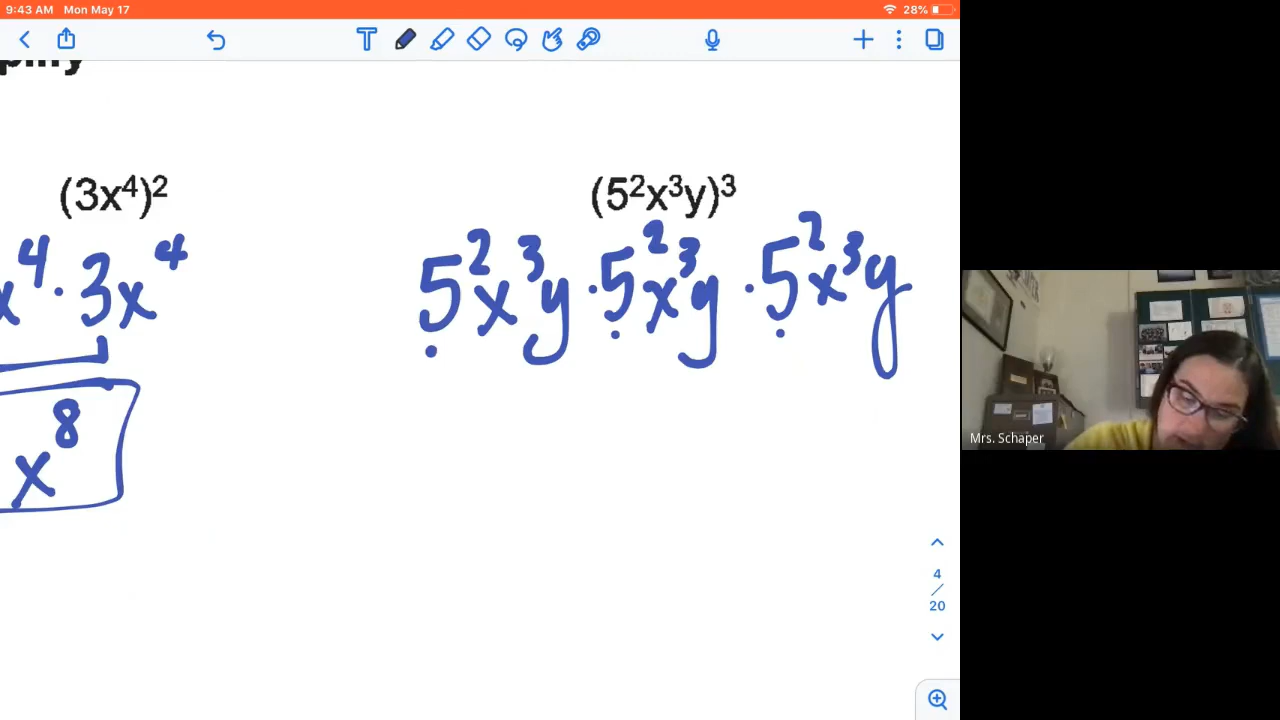 9:43 AM Mon May 17
28%
plify
(3x⁴)²
(5²x³y)³
x⁴ · 3x⁴
5²x³y · 5²x³y · 5²x³y
x⁸
Mrs. Schaper
4
/
20